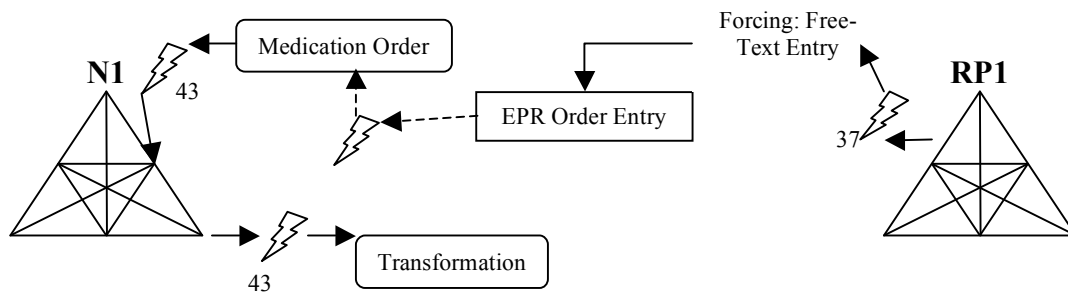 Forcing: Free-
Text Entry
Medication Order
N1
43
RP1
EPR Order Entry
37
Transformation
43